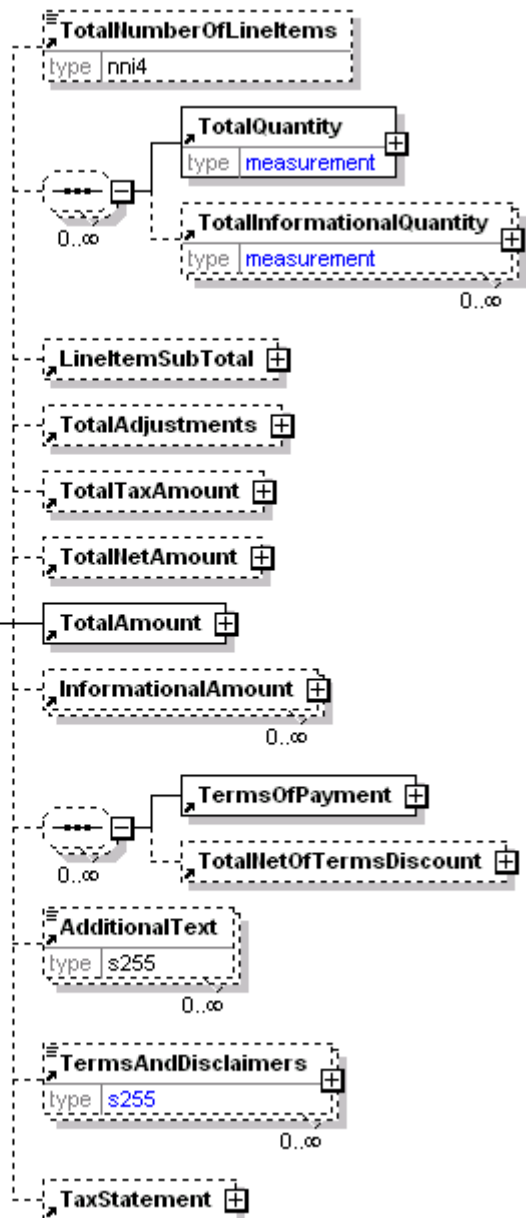 TotalNumberOfLineItems
type nni4
TotalQuantity
type measurement
0..∞
TotalInformationalQuantity
type measurement
0..∞
LineItemSubTotal
TotalAdjustments
TotalTaxAmount
TotalNetAmount
TotalAmount
InformationalAmount
0..∞
TermsOfPayment
0..∞
TotalNetOfTermsDiscount
AdditionalText
type s255
0..∞
TermsAndDisclaimers
type s255
0..∞
TaxStatement